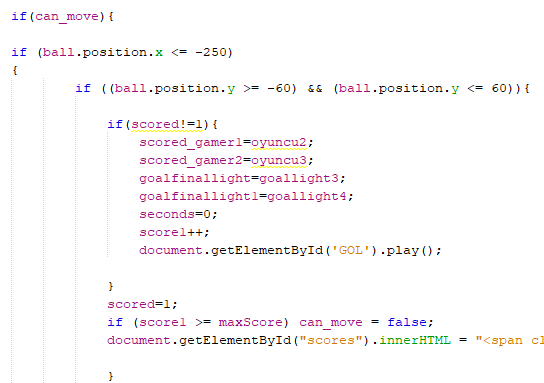 if(can_move){
if (ball.position.x <= -250)
{
if ((ball.position.y >= -60) && (ball.position.y <= 60)){
if(scored!=1){
scored_gamer1=oyuncu2;
scored_gamer2=oyuncu3;
goalfinallight=goallight3;
goalfinallight1=goallight4;
seconds=0;
score1++;
document.getElementById('GOL').play();
}
scored=1;
if (score1 >= maxScore) can_move = false;
document.getElementById("scores").innerHTML = "<span cl
}